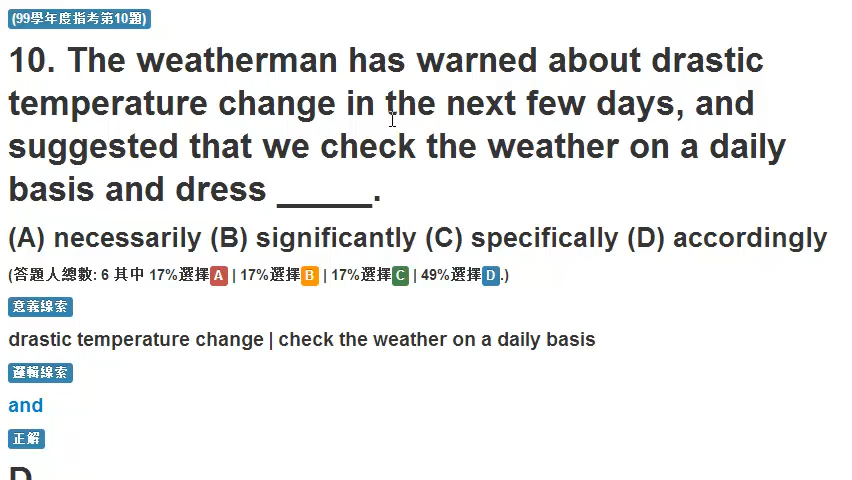 (99學年度指考第10題)
10. The weatherman has warned about drastic
temperature change in the next few days, and
suggested that we check the weather on a daily
basis and dress _____.
(A) necessarily (B) significantly (C) specifically (D) accordingly
(答題人總數: 6 其中 17%選擇A | 17%選擇B | 17%選擇C | 49%選擇D.)
意義線索
drastic temperature change | check the weather on a daily basis
邏輯線索
and
正解
D